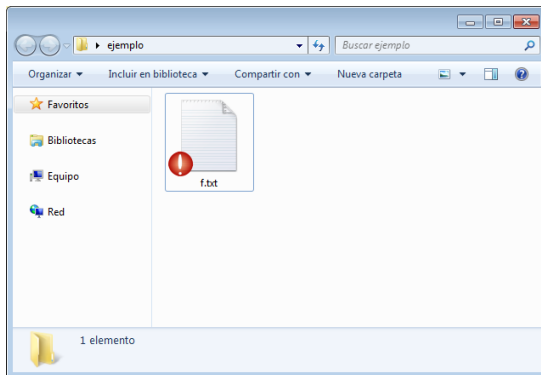 ejemplo
Buscar ejemplo
Organizar
Incluir en biblioteca
Compartir con
Nueva carpeta
Favoritos
Bibliotecas
Equipo
Red
f.txt
1 elemento